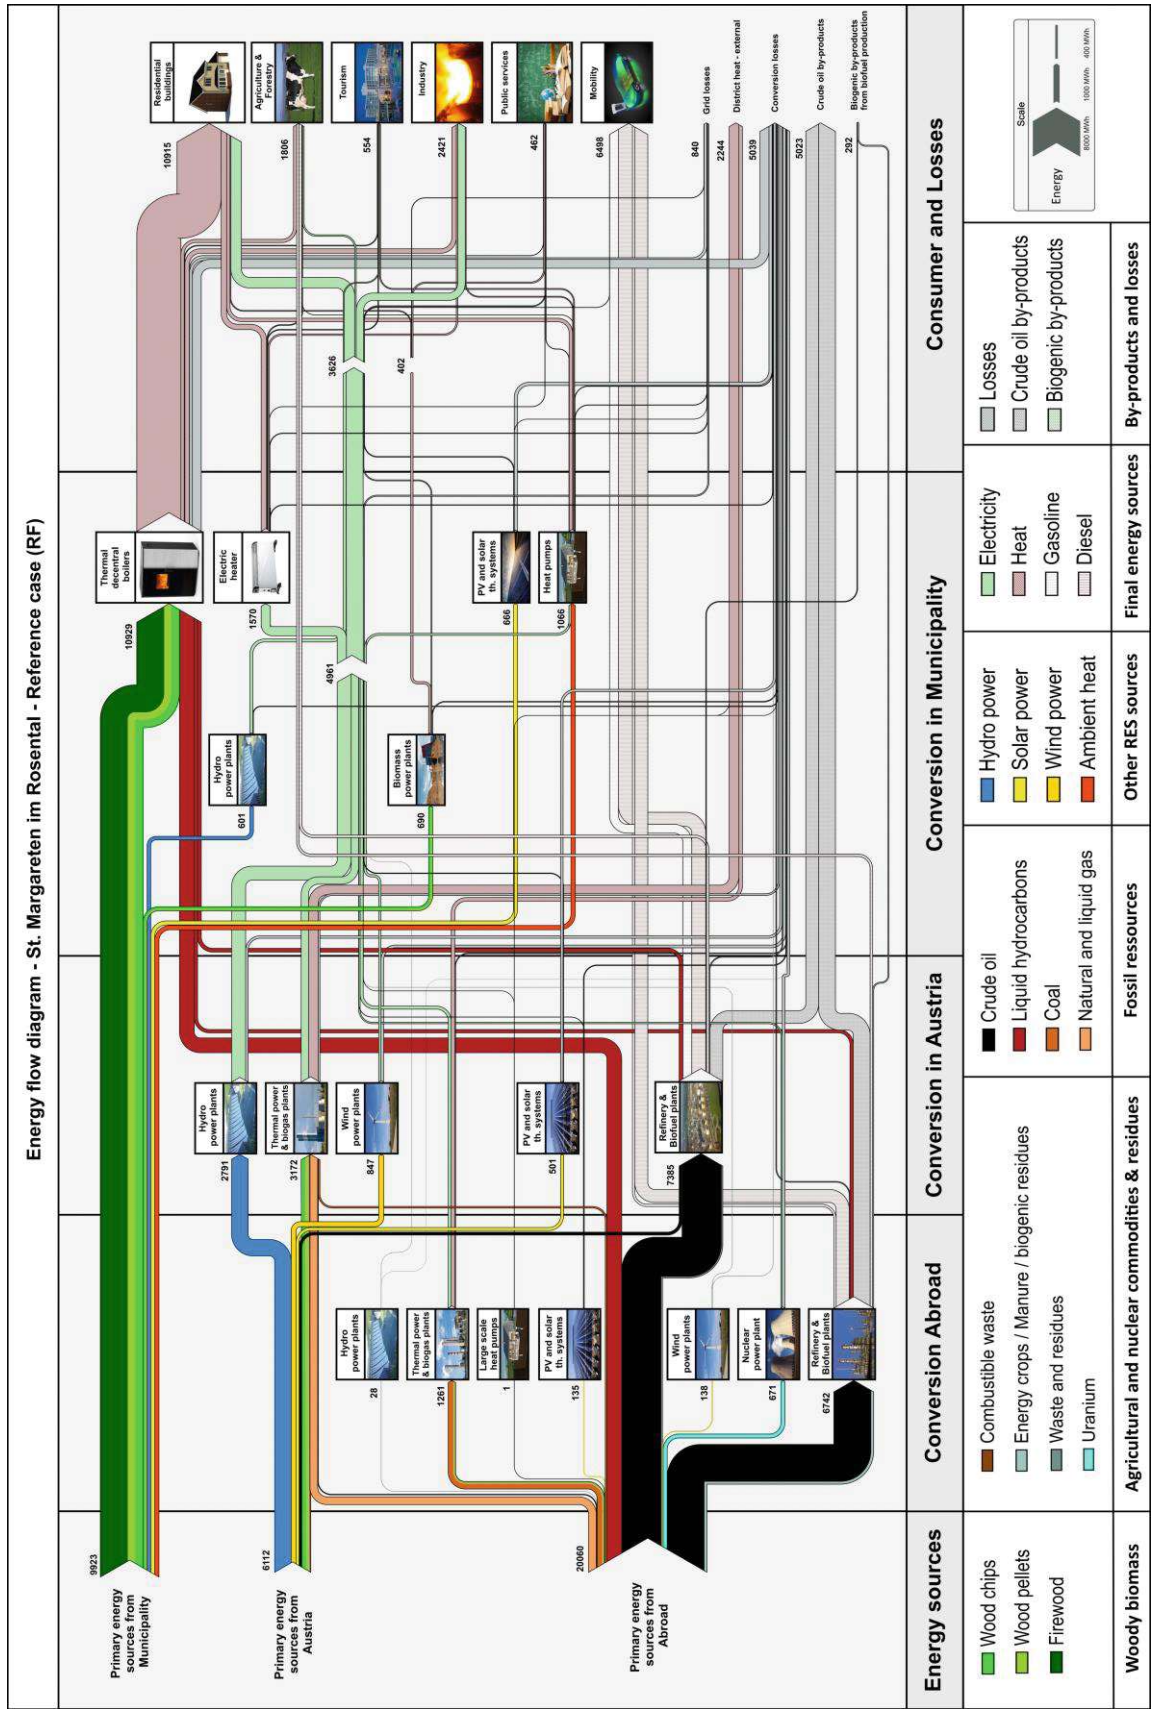 Energy flow diagram - St. Margareten im Rosental - Reference case (RF)
9923
Primary energy
sources from
Municipality
6112
Primary energy
sources from
Austria
20060
Primary energy
sources from
Abroad
Hydro
power plants
28
Thermal power
& biogas plants
1261
Large scale
heat pumps
1
PV and solar
th. systems
135
Wind
power plants
138
Nuclear
power plant
671
Refinery &
Biofuel plants
6742
Hydro
power plants
2791
Thermal power
& biogas plants
3172
Wind
power plants
847
PV and solar
th. systems
501
Refinery &
Biofuel plants
7385
Thermal
decentral
boilers
10929
Hydro
power plants
601
Electric
heater
1570
4961
Biomass
power plants
690
PV and solar
th. systems
666
Heat pumps
1066
3626
402
Residential
buildings
10915
Agriculture &
Forestry
1806
Tourism
554
Industry
2421
Public services
462
Mobility
6498
Grid losses
840
District heat - external
2244
Conversion losses
5039
Crude oil by-products
5023
Biogenic by-products
from biofuel production
292
Energy sources
Conversion Abroad
Conversion in Austria
Conversion in Municipality
Consumer and Losses
Wood chips
Wood pellets
Firewood
Woody biomass
Combustible waste
Energy crops / Manure / biogenic residues
Waste and residues
Uranium
Agricultural and nuclear commodities & residues
Crude oil
Liquid hydrocarbons
Coal
Natural and liquid gas
Fossil ressources
Hydro power
Solar power
Wind power
Ambient heat
Other RES sources
Electricity
Heat
Gasoline
Diesel
Final energy sources
Losses
Crude oil by-products
Biogenic by-products
By-products and losses
Scale
Energy
8000 MWh
1000 MWh
400 MWh